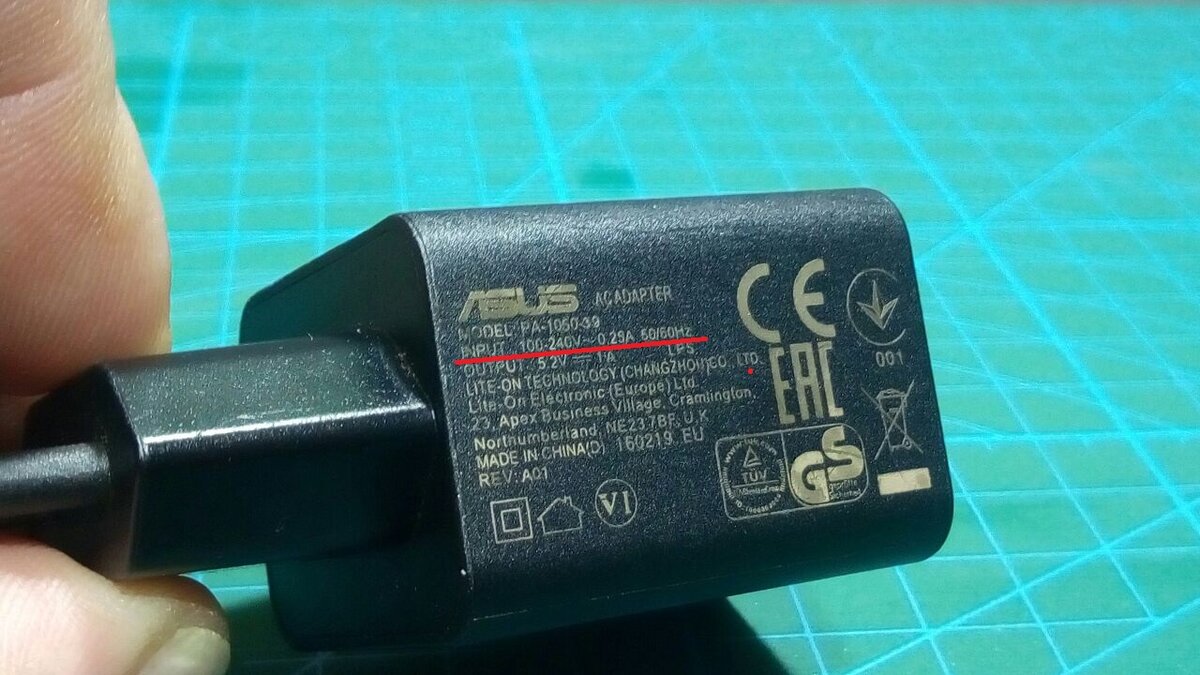 ASUS AC ADAPTER
MODEL: PA-1050-39
INPUT: 100-240V~ 0.29A 50/60Hz
OUTPUT: 5.2V 1A LPS
LITE-ON TECHNOLOGY (CHANGZHOU) CO. LTD.
Lite-On Electronic (Europe) Ltd.
23, Apex Business Village, Cramlington,
Northumberland, NE237BF, U.K
MADE IN CHINA(D) 160219 EU
REV: A01
VI
CE
EAC
001
TÜV
GS